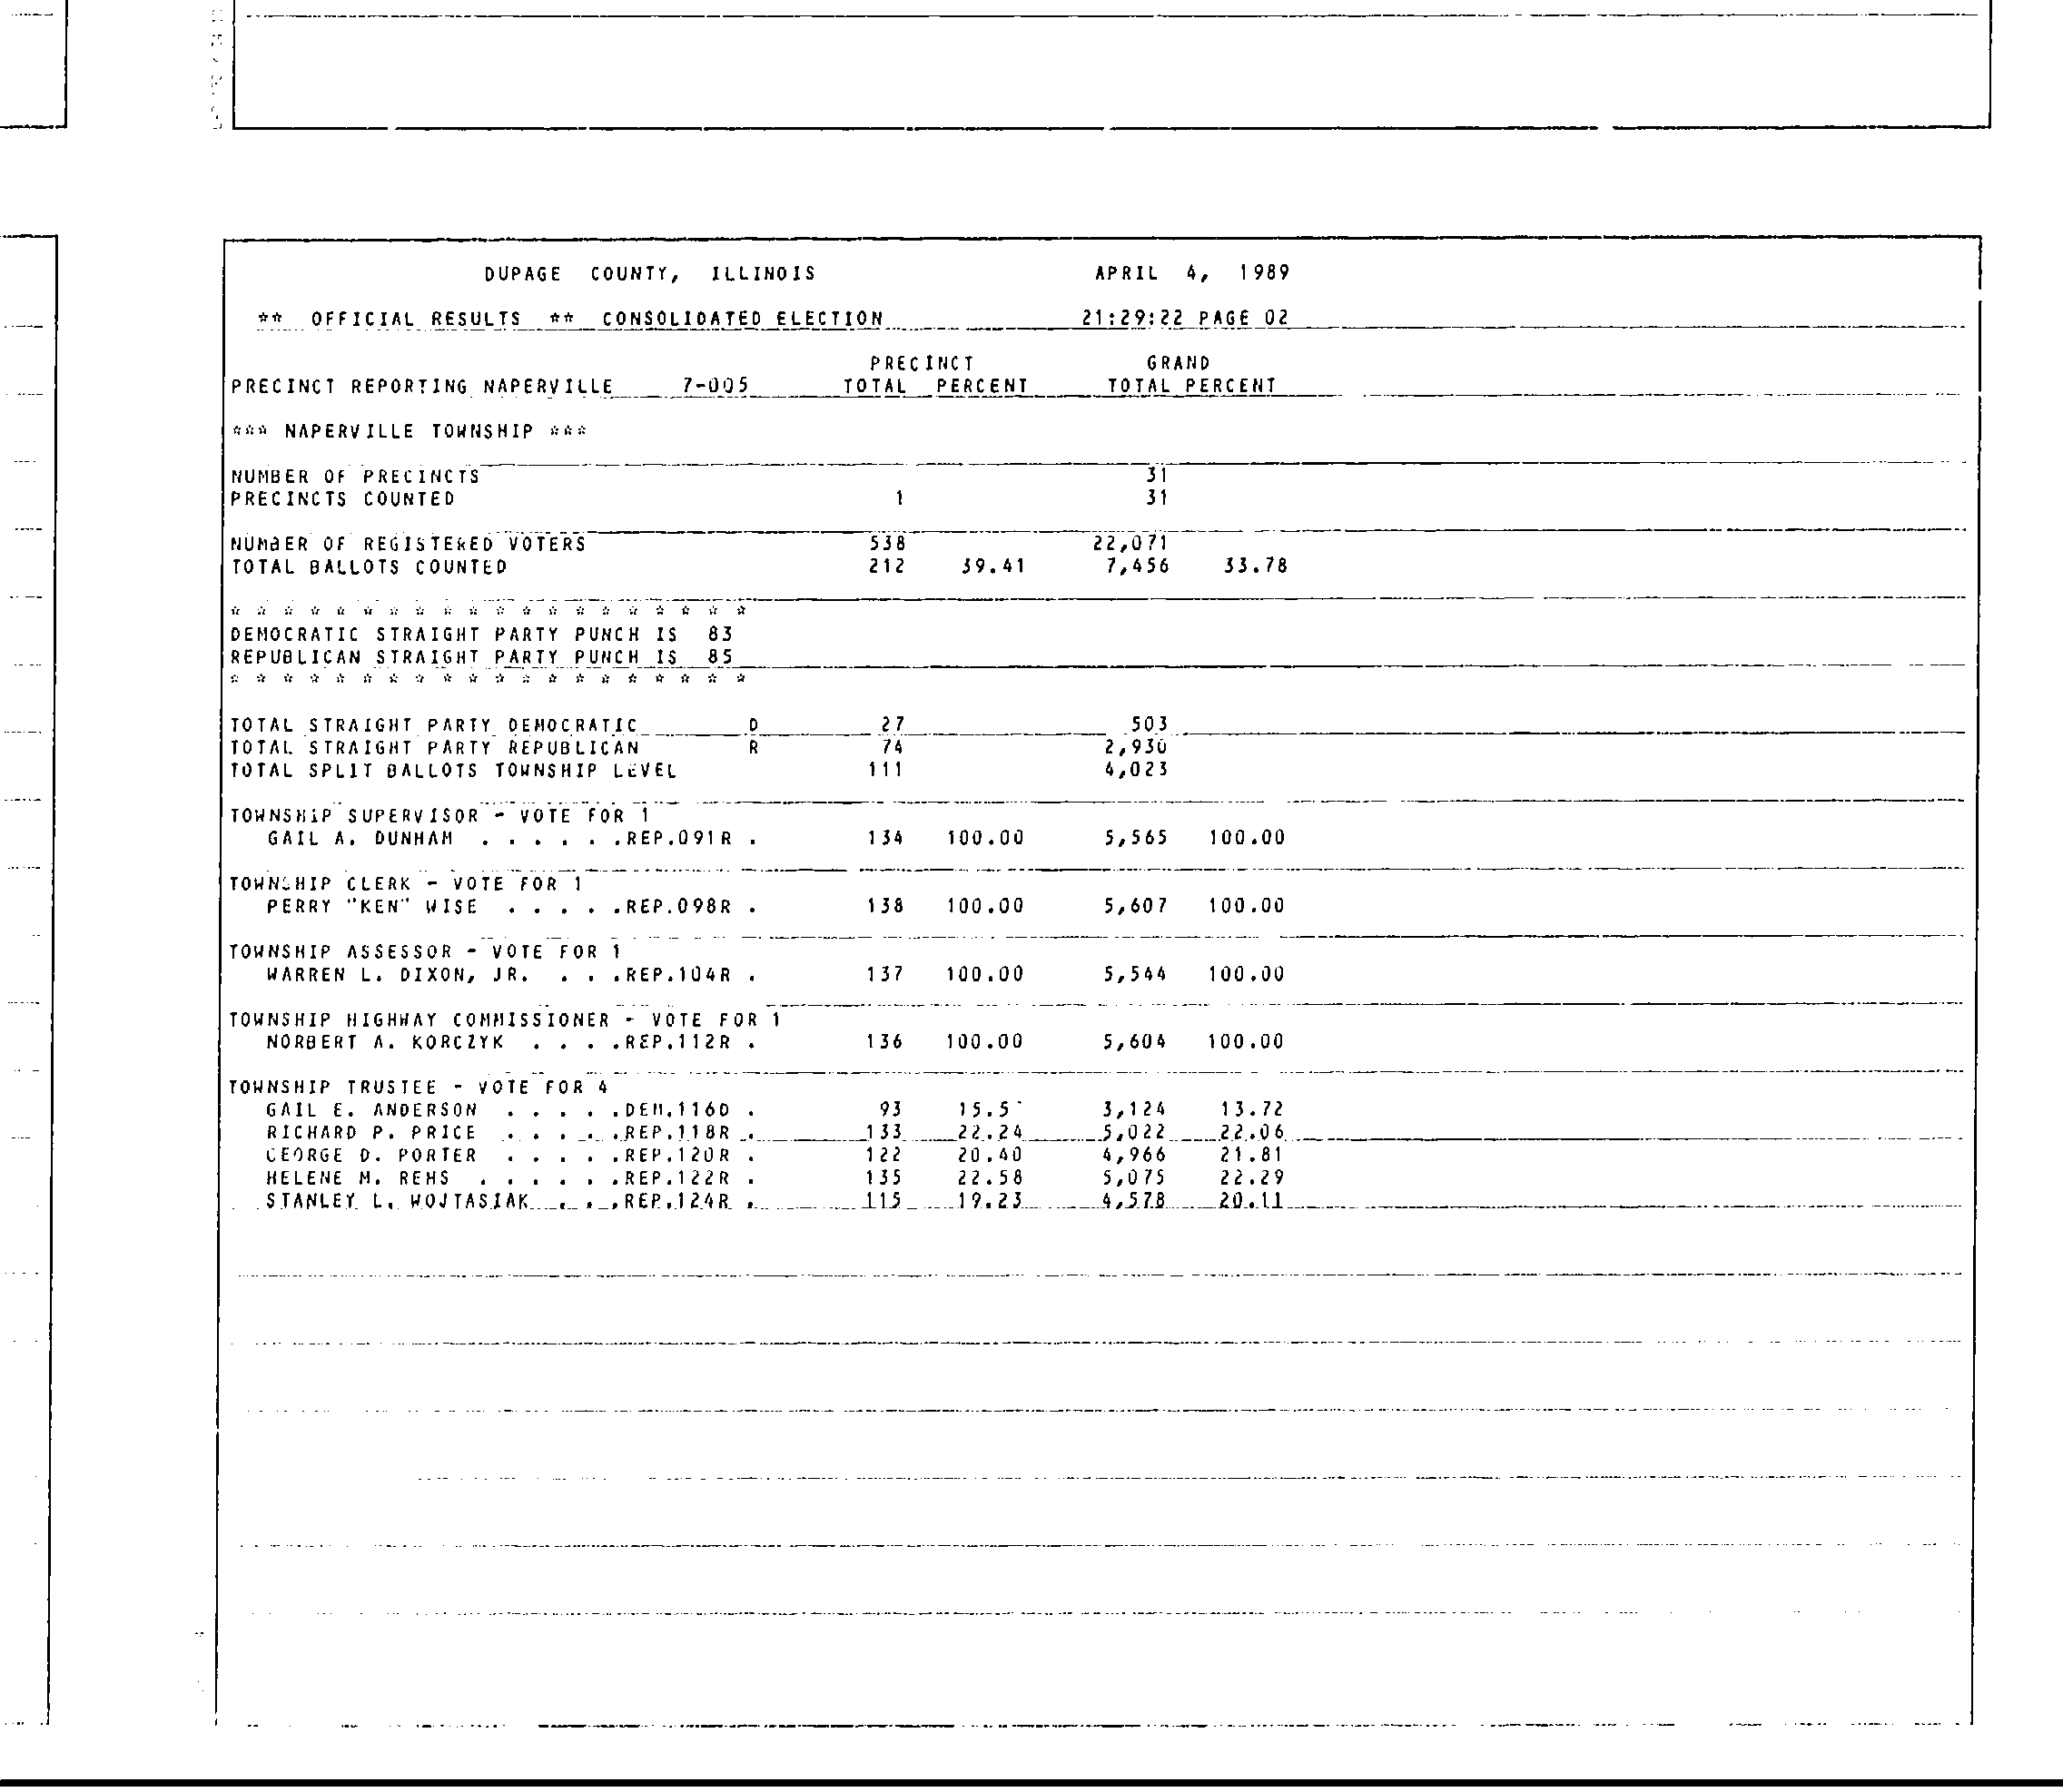 DUPAGE COUNTY, ILLINOIS APRIL 4, 1989
** OFFICIAL RESULTS ** CONSOLIDATED ELECTION 21:29:22 PAGE 02
PRECINCT GRAND
PRECINCT REPORTING NAPERVILLE 7-005 TOTAL PERCENT TOTAL PERCENT
*** NAPERVILLE TOWNSHIP ***
NUMBER OF PRECINCTS 31
PRECINCTS COUNTED 1 31
NUMBER OF REGISTERED VOTERS 538 22,071
TOTAL BALLOTS COUNTED 212 39.41 7,456 33.78
* * * * * * * * * * * * * * * * * * * *
DEMOCRATIC STRAIGHT PARTY PUNCH IS 83
REPUBLICAN STRAIGHT PARTY PUNCH IS 85
* * * * * * * * * * * * * * * * * * * *
TOTAL STRAIGHT PARTY DEMOCRATIC D 27 503
TOTAL STRAIGHT PARTY REPUBLICAN R 74 2,930
TOTAL SPLIT BALLOTS TOWNSHIP LEVEL 111 4,023
TOWNSHIP SUPERVISOR - VOTE FOR 1
GAIL A. DUNHAM . . . . . .REP.091R . 134 100.00 5,565 100.00
TOWNSHIP CLERK - VOTE FOR 1
PERRY "KEN" WISE . . . . .REP.098R . 138 100.00 5,607 100.00
TOWNSHIP ASSESSOR - VOTE FOR 1
WARREN L. DIXON, JR. . . .REP.104R . 137 100.00 5,544 100.00
TOWNSHIP HIGHWAY COMMISSIONER - VOTE FOR 1
NORBERT A. KORCZYK . . . .REP.112R . 136 100.00 5,604 100.00
TOWNSHIP TRUSTEE - VOTE FOR 4
GAIL E. ANDERSON . . . . .DEM.116D . 93 3,124 13.72
RICHARD P. PRICE . . . . .REP.118R . 133 22.24 5,022 22.06
GEORGE D. PORTER . . . . .REP.120R . 122 20.40 4,966 21.81
HELENE M. REHS . . . . . .REP.122R . 135 22.58 5,075 22.29
STANLEY L. WOJTASIAK . . .REP.124R . 115 19.23 4,578 20.11